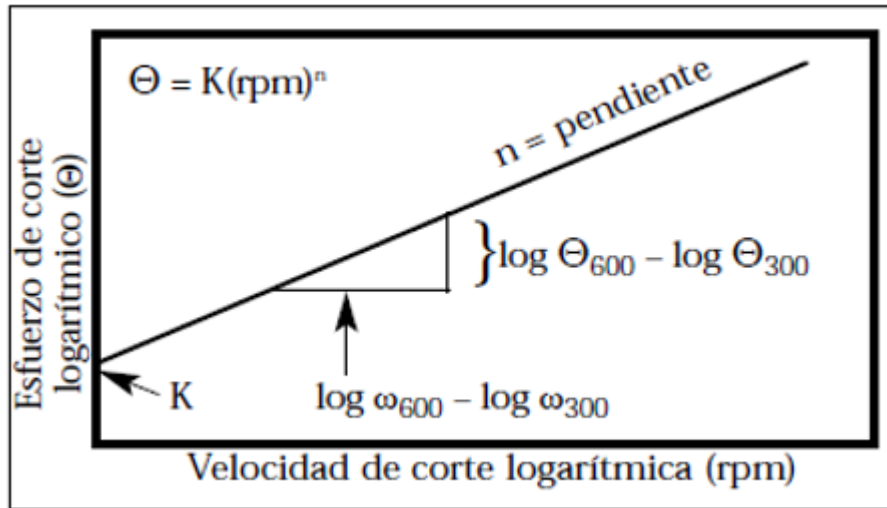 Θ = K(rpm)ⁿ
n = pendiente
Esfuerzo de corte
logarítmico (Θ)
} log Θ₆₀₀ – log Θ₃₀₀
K
log ω₆₀₀ – log ω₃₀₀
Velocidad de corte logarítmica (rpm)